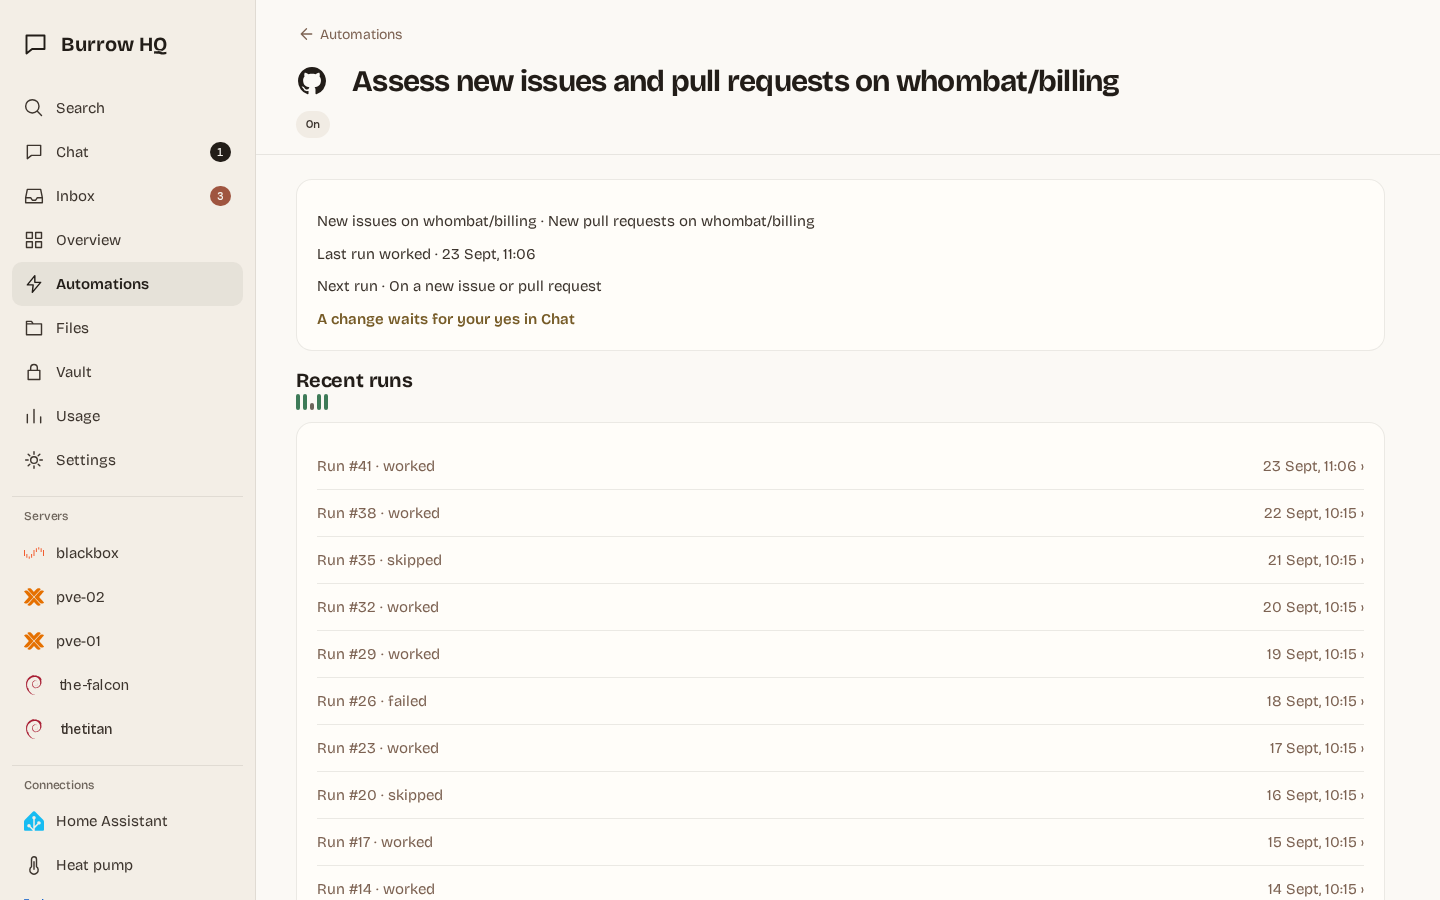 Burrow HQ
Search
Chat 1
Inbox 3
Overview
Automations
Files
Vault
Usage
Settings
Servers
blackbox
pve-02
pve-01
the-falcon
thetitan
Connections
Home Assistant
Heat pump
← Automations
Assess new issues and pull requests on whombat/billing
On
New issues on whombat/billing · New pull requests on whombat/billing
Last run worked · 23 Sept, 11:06
Next run · On a new issue or pull request
A change waits for your yes in Chat
Recent runs
Run #41 · worked 23 Sept, 11:06 ›
Run #38 · worked 22 Sept, 10:15 ›
Run #35 · skipped 21 Sept, 10:15 ›
Run #32 · worked 20 Sept, 10:15 ›
Run #29 · worked 19 Sept, 10:15 ›
Run #26 · failed 18 Sept, 10:15 ›
Run #23 · worked 17 Sept, 10:15 ›
Run #20 · skipped 16 Sept, 10:15 ›
Run #17 · worked 15 Sept, 10:15 ›
Run #14 · worked 14 Sept, 10:15 ›